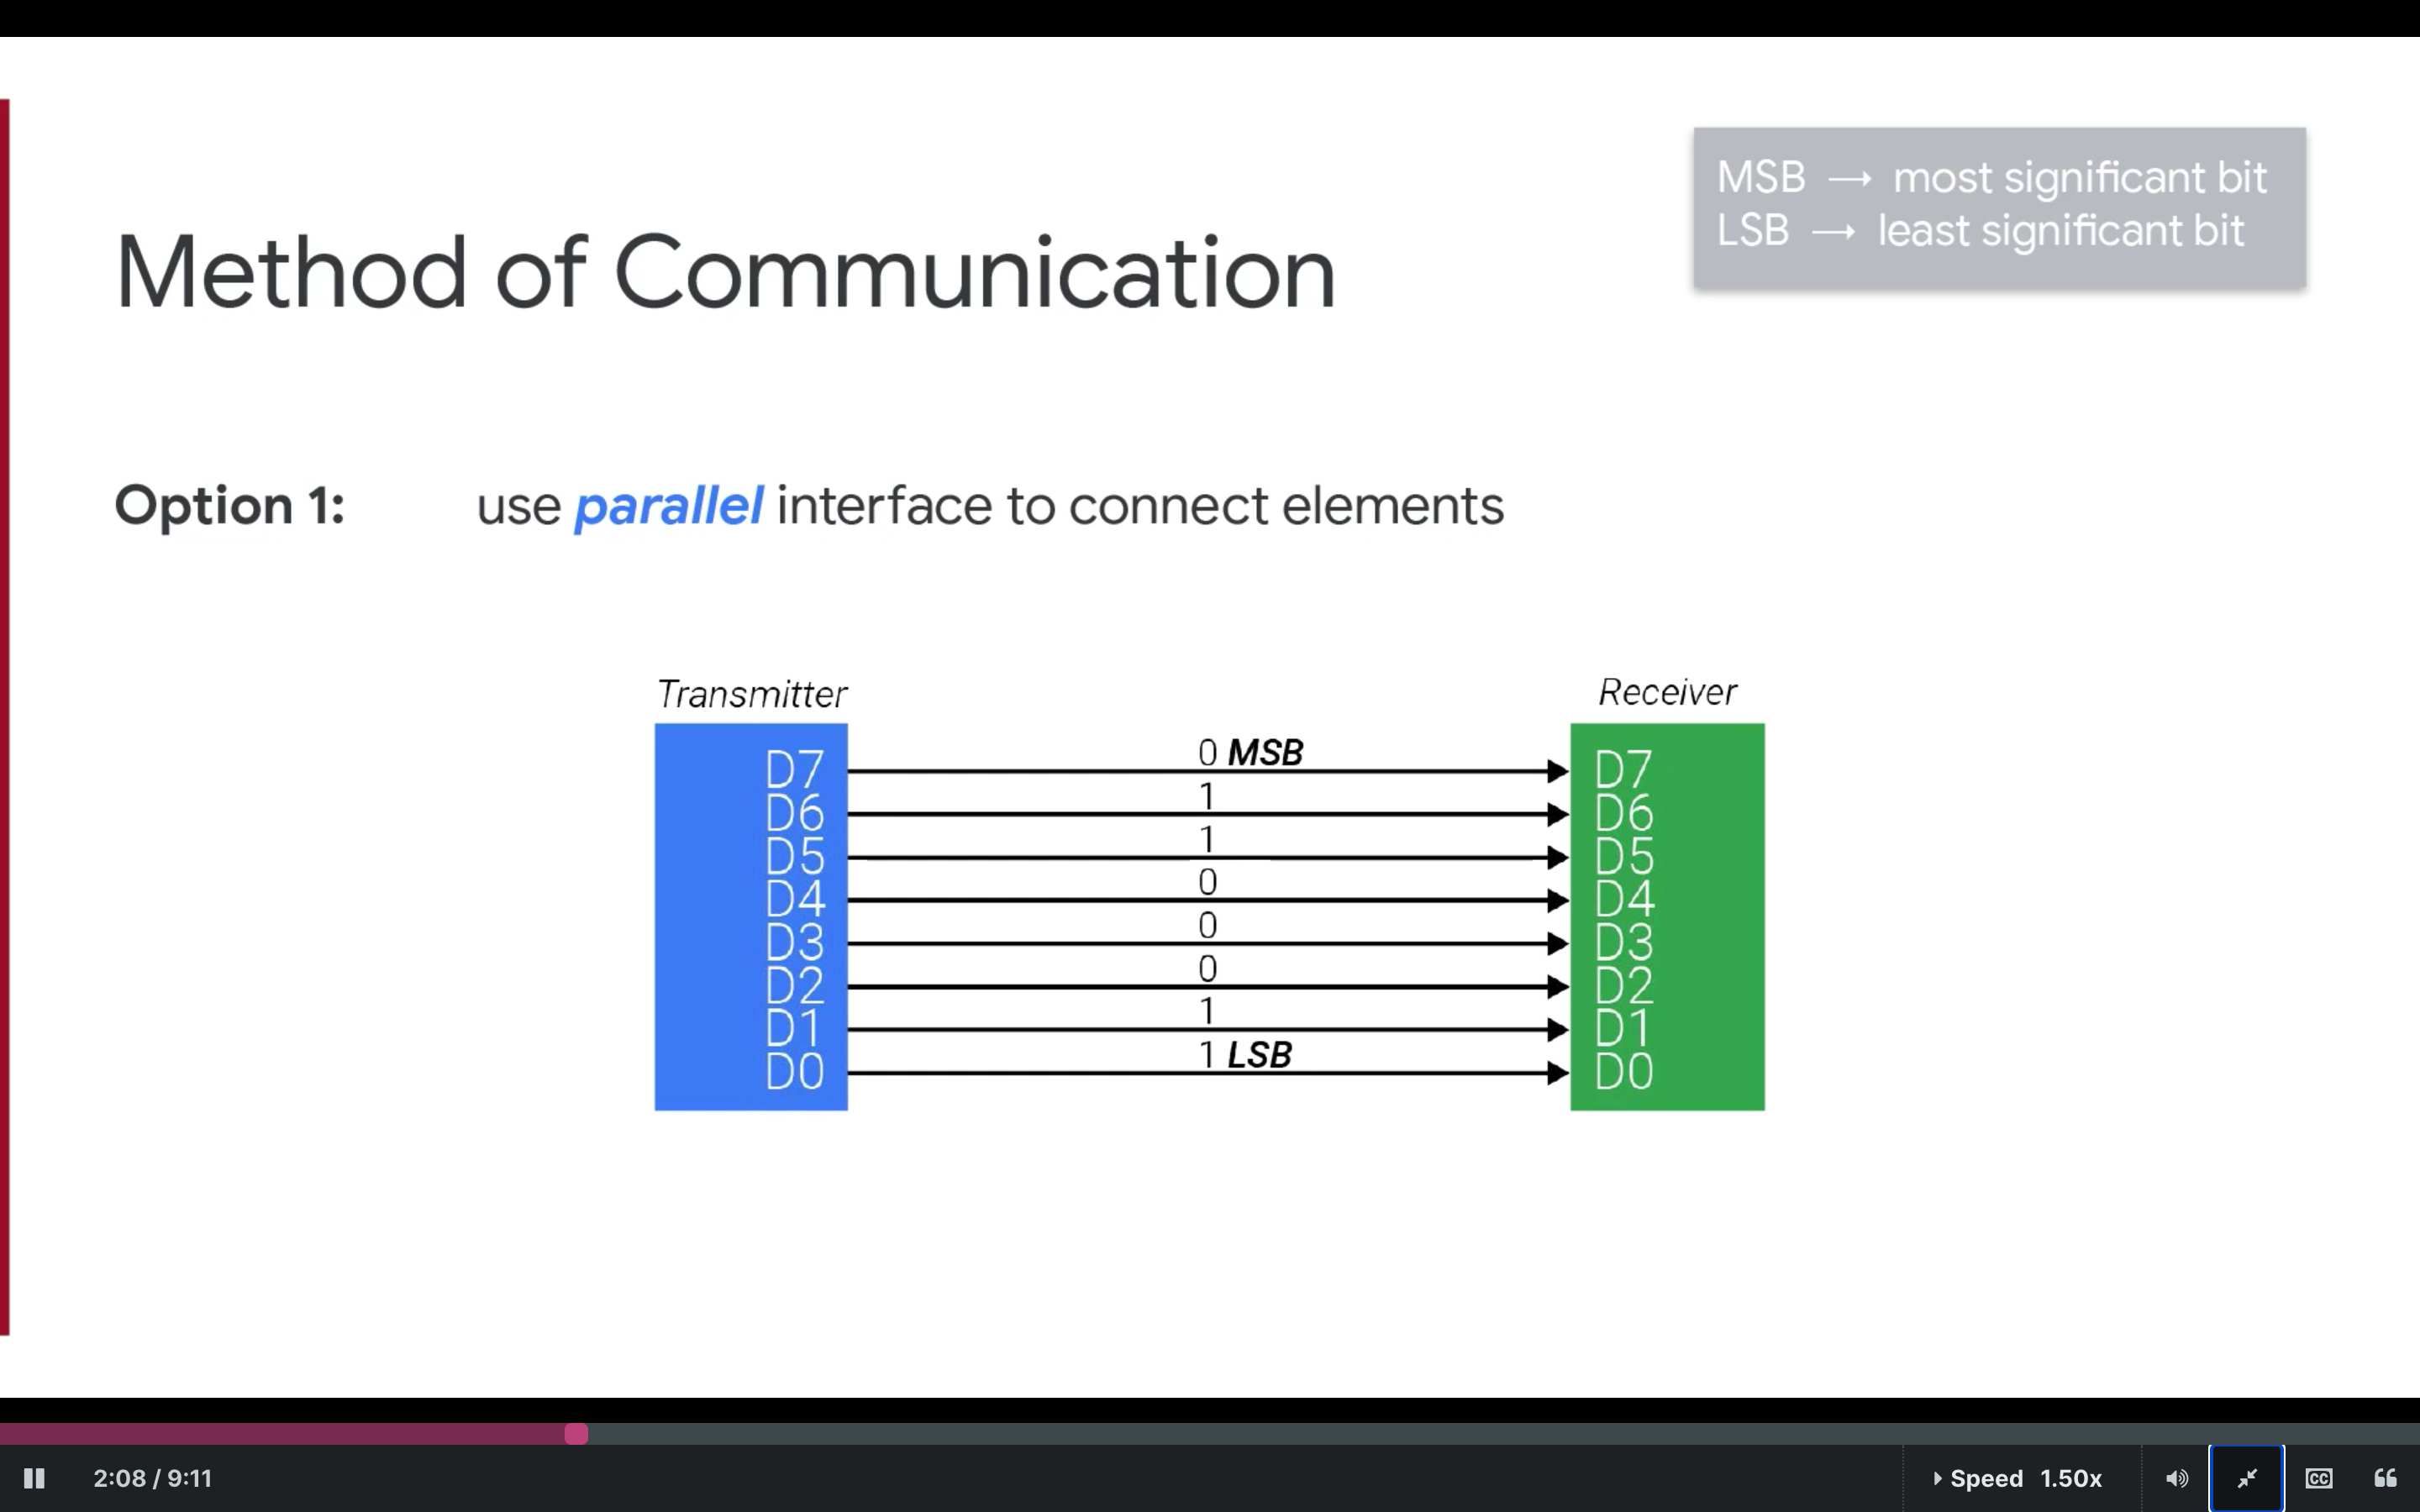 MSB → most significant bit
LSB → least significant bit
Method of Communication
Option 1: use parallel interface to connect elements
Transmitter
Receiver
D7 0 MSB D7
D6 1 D6
D5 1 D5
D4 0 D4
D3 0 D3
D2 0 D2
D1 1 D1
D0 1 LSB D0
2:08 / 9:11
Speed 1.50x
CC